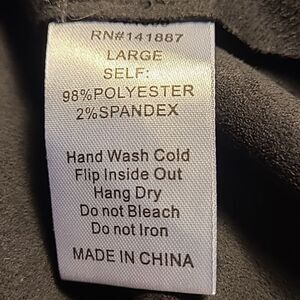 RN#141887
LARGE
SELF:
98%POLYESTER
2%SPANDEX
Hand Wash Cold
Flip Inside Out
Hang Dry
Do not Bleach
Do not Iron
MADE IN CHINA